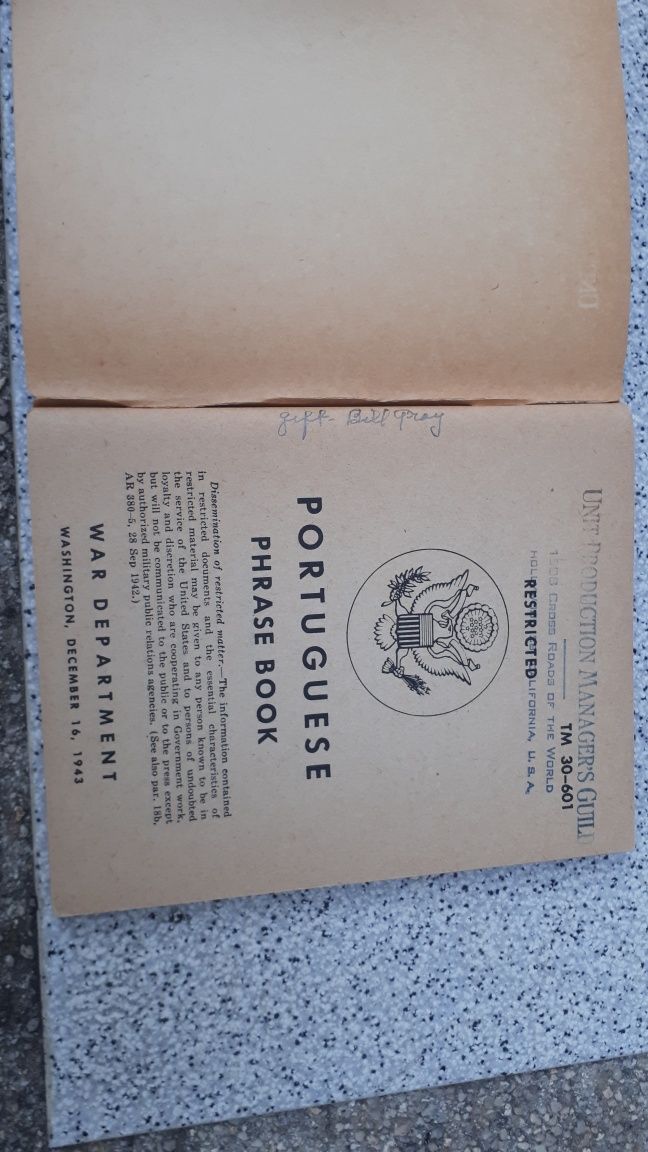 UNIT PRODUCTION MANAGER'S GUILD
TM 30-601
1508 CROSS ROADS OF THE WORLD
RESTRICTED
CALIFORNIA, U. S. A.
PORTUGUESE
PHRASE BOOK
Dissemination of restricted matter.—The information contained
in restricted documents and the essential characteristics of
restricted material may be given to any person known to be in
the service of the United States and to persons of undoubted
loyalty and discretion who are cooperating in Government work,
but will not be communicated to the public or to the press except
by authorized military public relations agencies. (See also par. 18b,
AR 380-5, 28 Sep 1942.)
WAR DEPARTMENT
WASHINGTON, DECEMBER 16, 1943
gift - Bill Gray